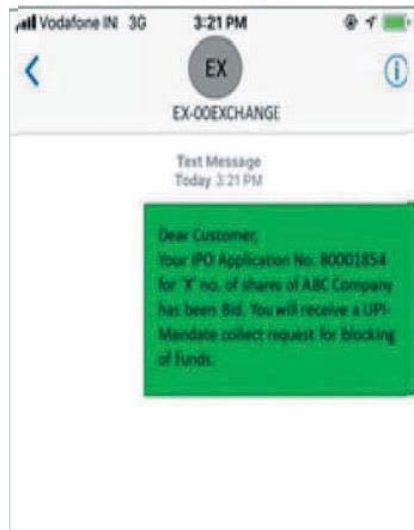 Vodafone IN 3G 3:21 PM
EX
EX-00EXCHANGE
Text Message
Today 3:21 PM
Dear Customer,
Your IPO Application No. 80001854
for 'X' no. of shares of ABC Company
has been Bid. You will receive a UPI-
Mandate collect request for blocking
of funds.